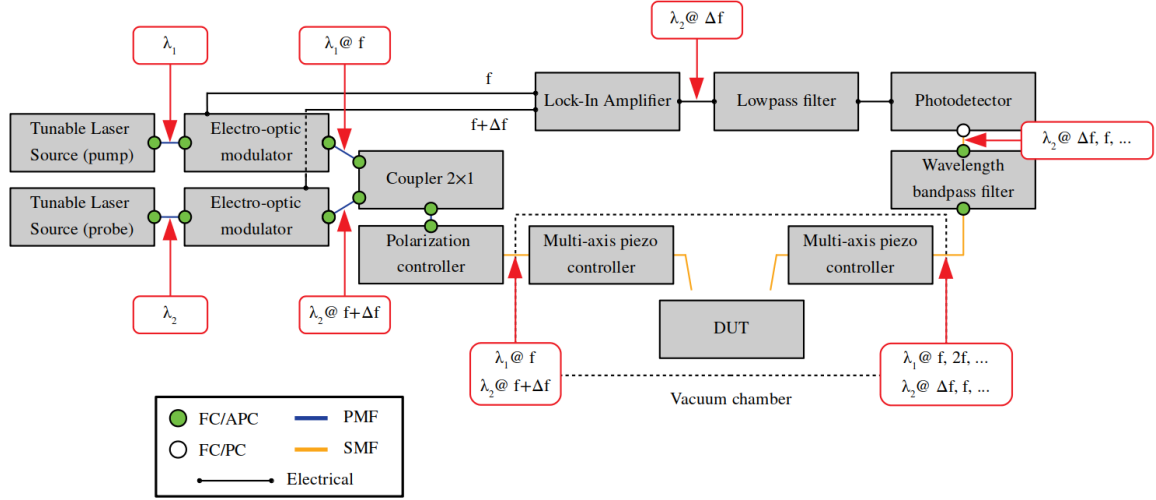 λ₂@ Δf
λ₁
λ₁@ f
f
f+Δf
Lock-In Amplifier
Lowpass filter
Photodetector
Tunable Laser
Source (pump)
Electro-optic
modulator
λ₂@ Δf, f, ...
Coupler 2×1
Wavelength
bandpass filter
Tunable Laser
Source (probe)
Electro-optic
modulator
Polarization
controller
Multi-axis piezo
controller
Multi-axis piezo
controller
λ₂
λ₂@ f+Δf
DUT
λ₁@ f
λ₂@ f+Δf
λ₁@ f, 2f, ...
λ₂@ Δf, f, ...
Vacuum chamber
FC/APC
PMF
FC/PC
SMF
Electrical